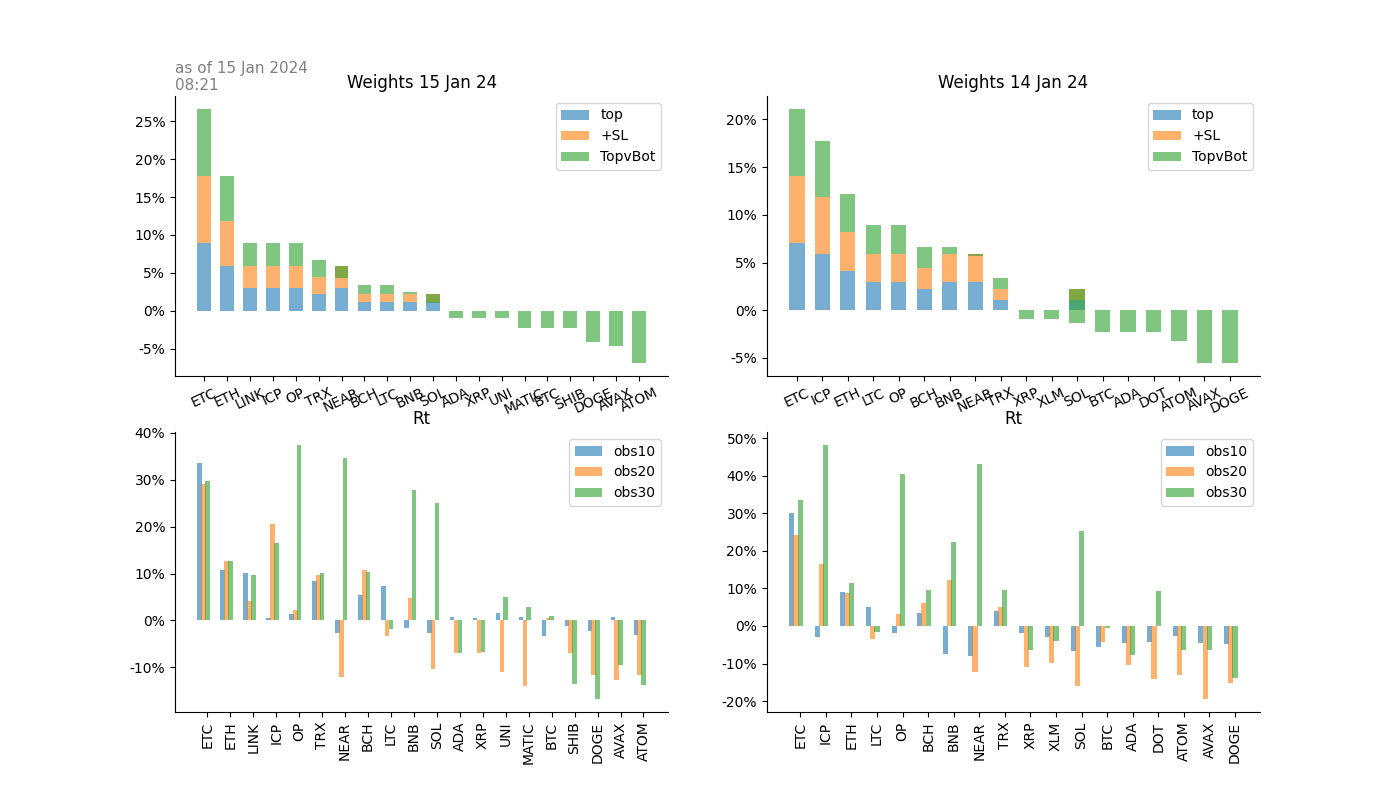 as of 15 Jan 2024
08:21
Weights 15 Jan 24
25%
20%
15%
10%
5%
0%
-5%
top
+SL
TopvBot
ETC ETH LINK ICP OP TRX NEAR BCH LTC BNB SOL ADA XRP UNI MATIC BTC SHIB DOGE AVAX ATOM
Weights 14 Jan 24
20%
15%
10%
5%
0%
-5%
top
+SL
TopvBot
ETC ICP ETH LTC OP BCH BNB NEAR TRX XRP XLM SOL BTC ADA DOT ATOM AVAX DOGE
Rt
40%
30%
20%
10%
0%
-10%
obs10
obs20
obs30
ETC ETH LINK ICP OP TRX NEAR BCH LTC BNB SOL ADA XRP UNI MATIC BTC SHIB DOGE AVAX ATOM
Rt
50%
40%
30%
20%
10%
0%
-10%
-20%
obs10
obs20
obs30
ETC ICP ETH LTC OP BCH BNB NEAR TRX XRP XLM SOL BTC ADA DOT ATOM AVAX DOGE